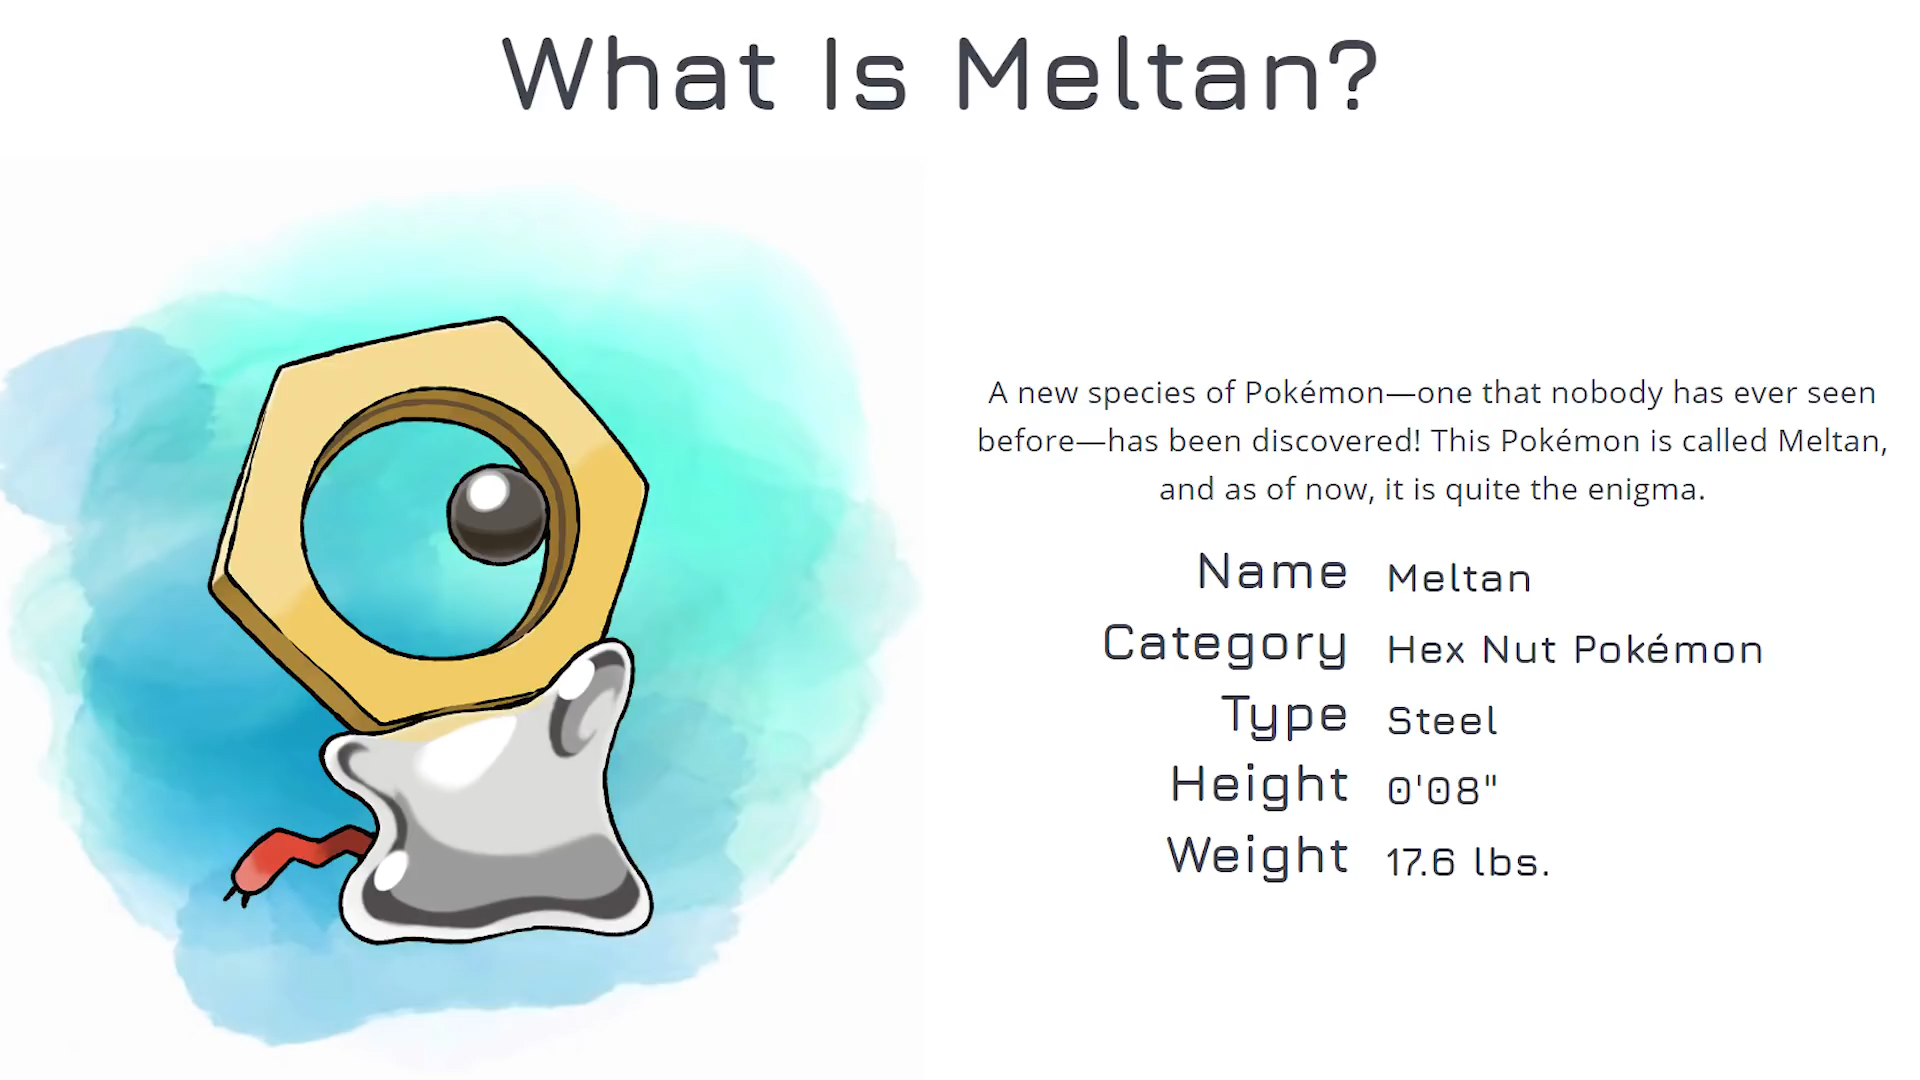 What Is Meltan?
A new species of Pokémon—one that nobody has ever seen
before—has been discovered! This Pokémon is called Meltan,
and as of now, it is quite the enigma.
Name Meltan
Category Hex Nut Pokémon
Type Steel
Height 0'08"
Weight 17.6 lbs.